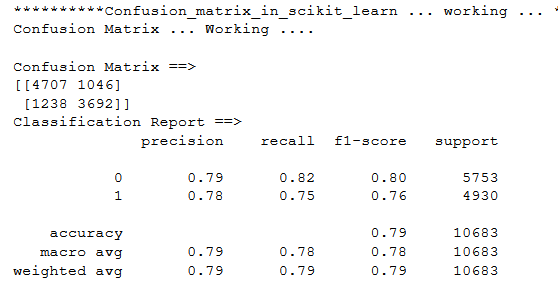 **********Confusion_matrix_in_scikit_learn ... working ... *
Confusion Matrix ... Working ....
Confusion Matrix ==>
[[4707 1046]
[1238 3692]]
Classification Report ==>
precision recall f1-score support
0 0.79 0.82 0.80 5753
1 0.78 0.75 0.76 4930
accuracy 0.79 10683
macro avg 0.79 0.78 0.78 10683
weighted avg 0.79 0.79 0.79 10683